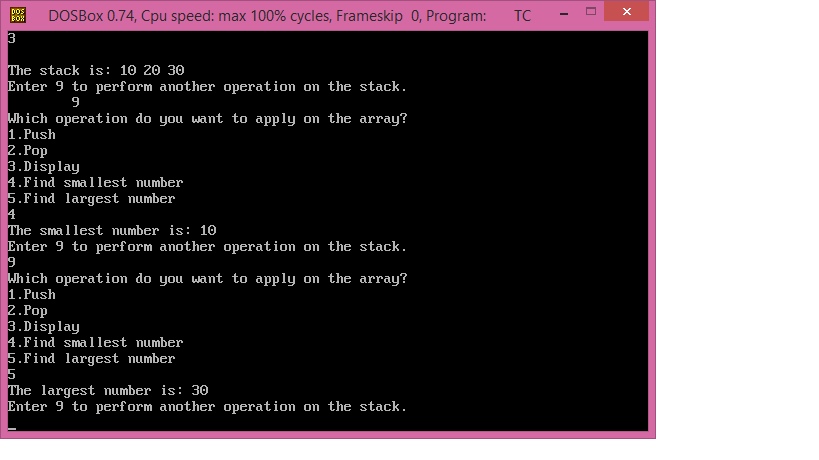 DOS BOX
DOSBox 0.74, Cpu speed: max 100% cycles, Frameskip 0, Program: TC
3
The stack is: 10 20 30
Enter 9 to perform another operation on the stack.
9
Which operation do you want to apply on the array?
1.Push
2.Pop
3.Display
4.Find smallest number
5.Find largest number
4
The smallest number is: 10
Enter 9 to perform another operation on the stack.
9
Which operation do you want to apply on the array?
1.Push
2.Pop
3.Display
4.Find smallest number
5.Find largest number
5
The largest number is: 30
Enter 9 to perform another operation on the stack.
_